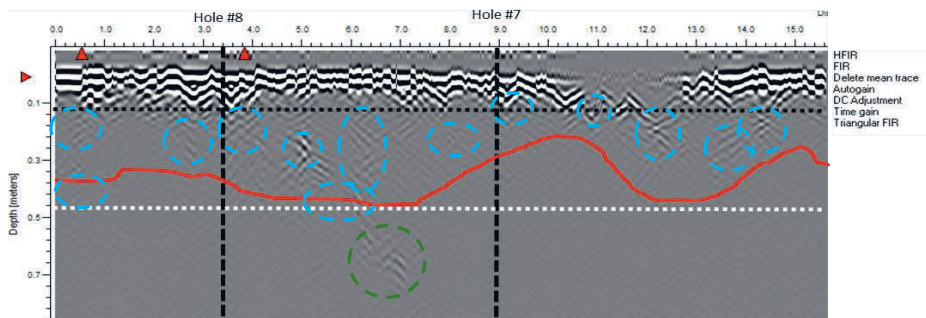 Hole #8
Hole #7
Di
0.0 1.0 2.0 3.0 4.0 5.0 6.0 7.0 8.0 9.0 10.0 11.0 12.0 13.0 14.0 15.0
HFIR
FIR
Delete mean trace
Autogain
DC Adjustment
Time gain
Triangular FIR
0.1
0.3
0.5
0.7
Depth [meters]